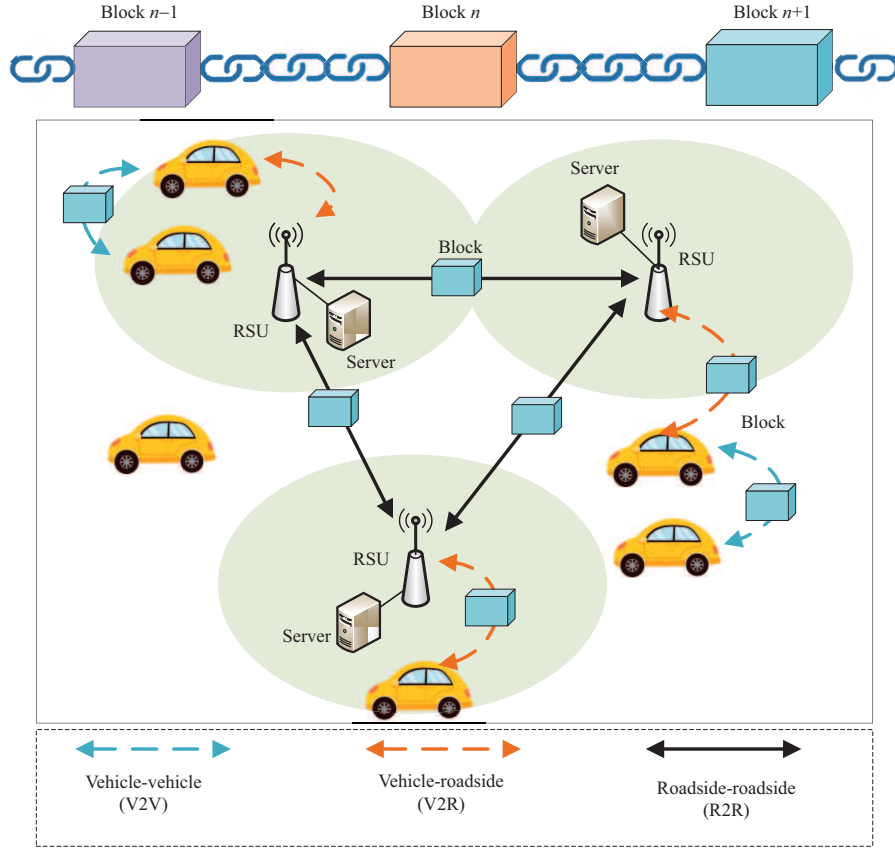 Block n−1
Block n
Block n+1
Server
Block
RSU
RSU
Server
Block
RSU
Server
Vehicle-vehicle
(V2V)
Vehicle-roadside
(V2R)
Roadside-roadside
(R2R)